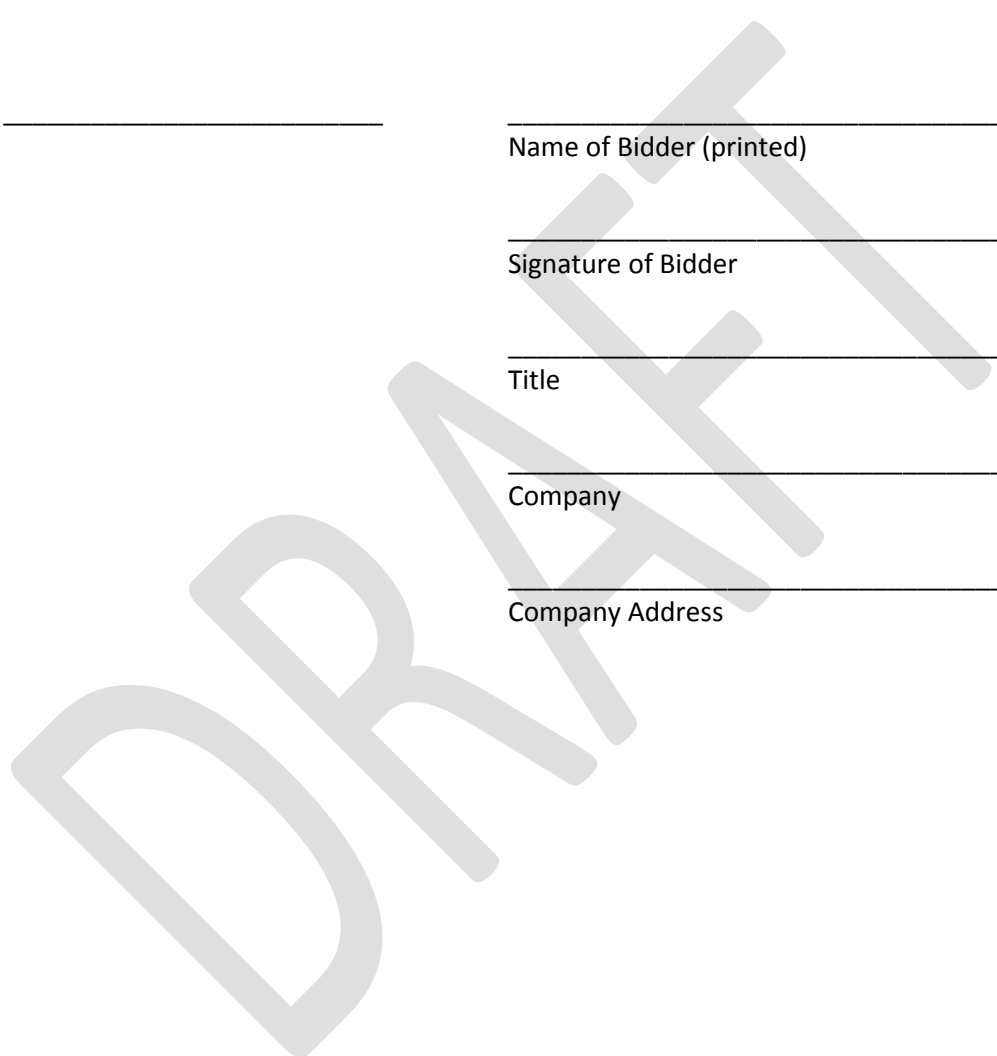 Name of Bidder (printed)
Signature of Bidder
Title
Company
Company Address
DRAFT